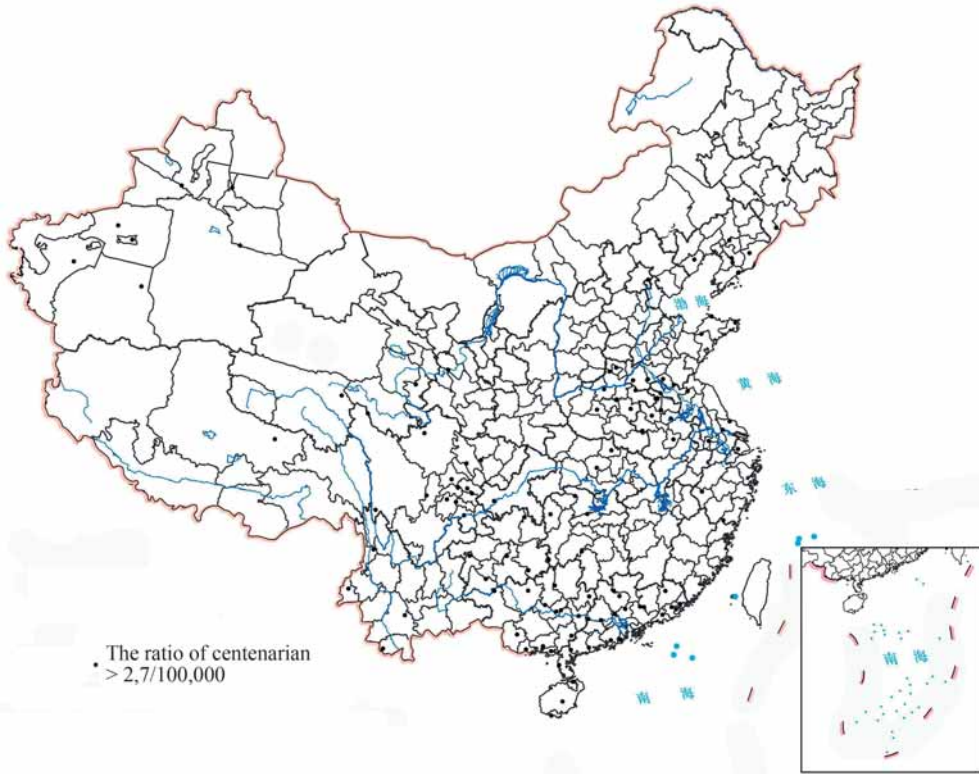 渤海
黄海
东海
The ratio of centenarian
> 2,7/100,000
南海
南海